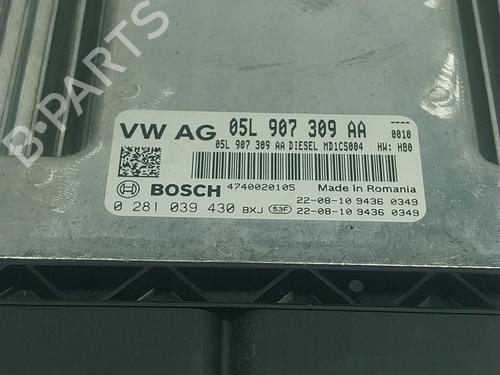 B-PARTS
VW AG 05L 907 309 AA ----
05L 907 309 AA DIESEL MD1CS004 0010
HW: H80
BOSCH 4740020105 Made in Romania
0 281 039 430 BXJ 53F 22-08-10 9436 0349
22-08-10 9436 0349